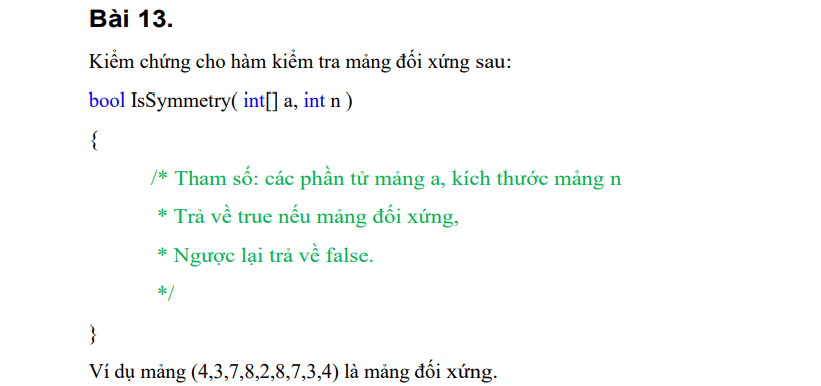 Bài 13.
Kiểm chứng cho hàm kiểm tra mảng đối xứng sau:
bool IsSymmetry( int[] a, int n )
{
/* Tham số: các phần tử mảng a, kích thước mảng n
* Trả về true nếu mảng đối xứng,
* Ngược lại trả về false.
*/
}
Ví dụ mảng (4,3,7,8,2,8,7,3,4) là mảng đối xứng.